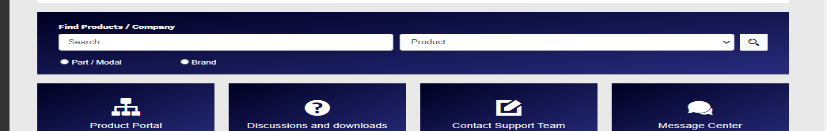 Find Products / Company
Search
Product
Part / Modal
Brand
Product Portal
Discussions and downloads
Contact Support Team
Message Center